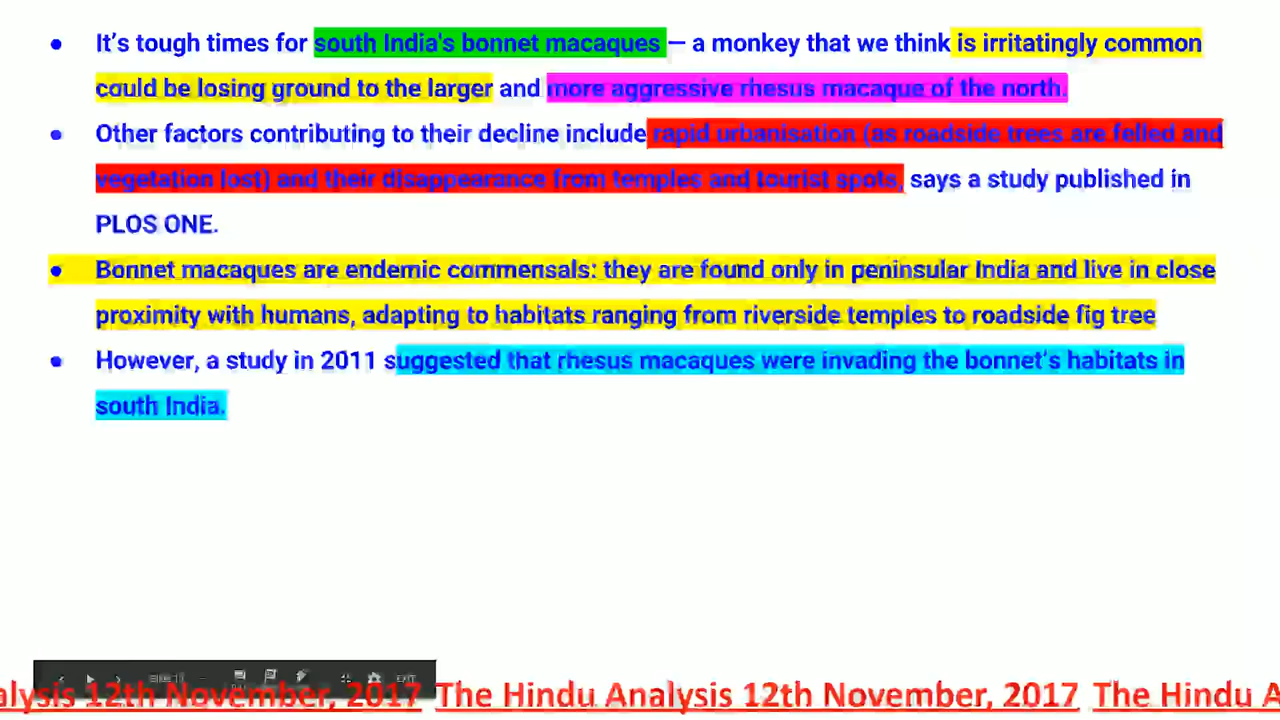 ● It's tough times for south India's bonnet macaques — a monkey that we think is irritatingly common
could be losing ground to the larger and more aggressive rhesus macaque of the north.
● Other factors contributing to their decline include rapid urbanisation (as roadside trees are felled and
vegetation lost) and their disappearance from temples and tourist spots, says a study published in
PLOS ONE.
● Bonnet macaques are endemic commensals: they are found only in peninsular India and live in close
proximity with humans, adapting to habitats ranging from riverside temples to roadside fig tree
● However, a study in 2011 suggested that rhesus macaques were invading the bonnet's habitats in
south India.
EXIT
alysis 12th November, 2017 The Hindu Analysis 12th November, 2017 The Hindu A